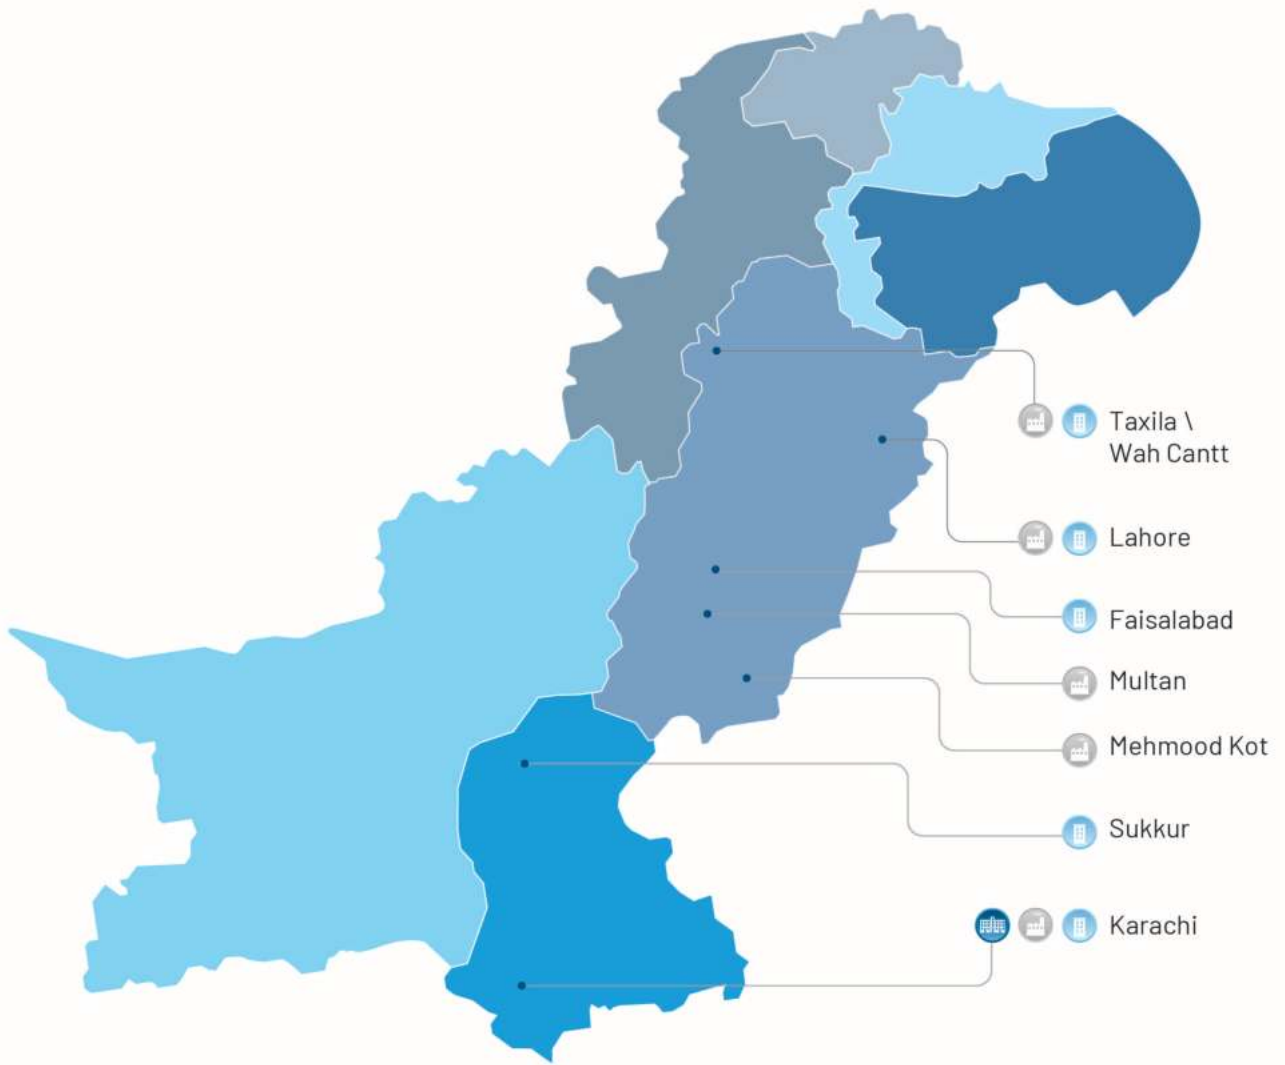 Taxila \
Wah Cantt
Lahore
Faisalabad
Multan
Mehmood Kot
Sukkur
Karachi